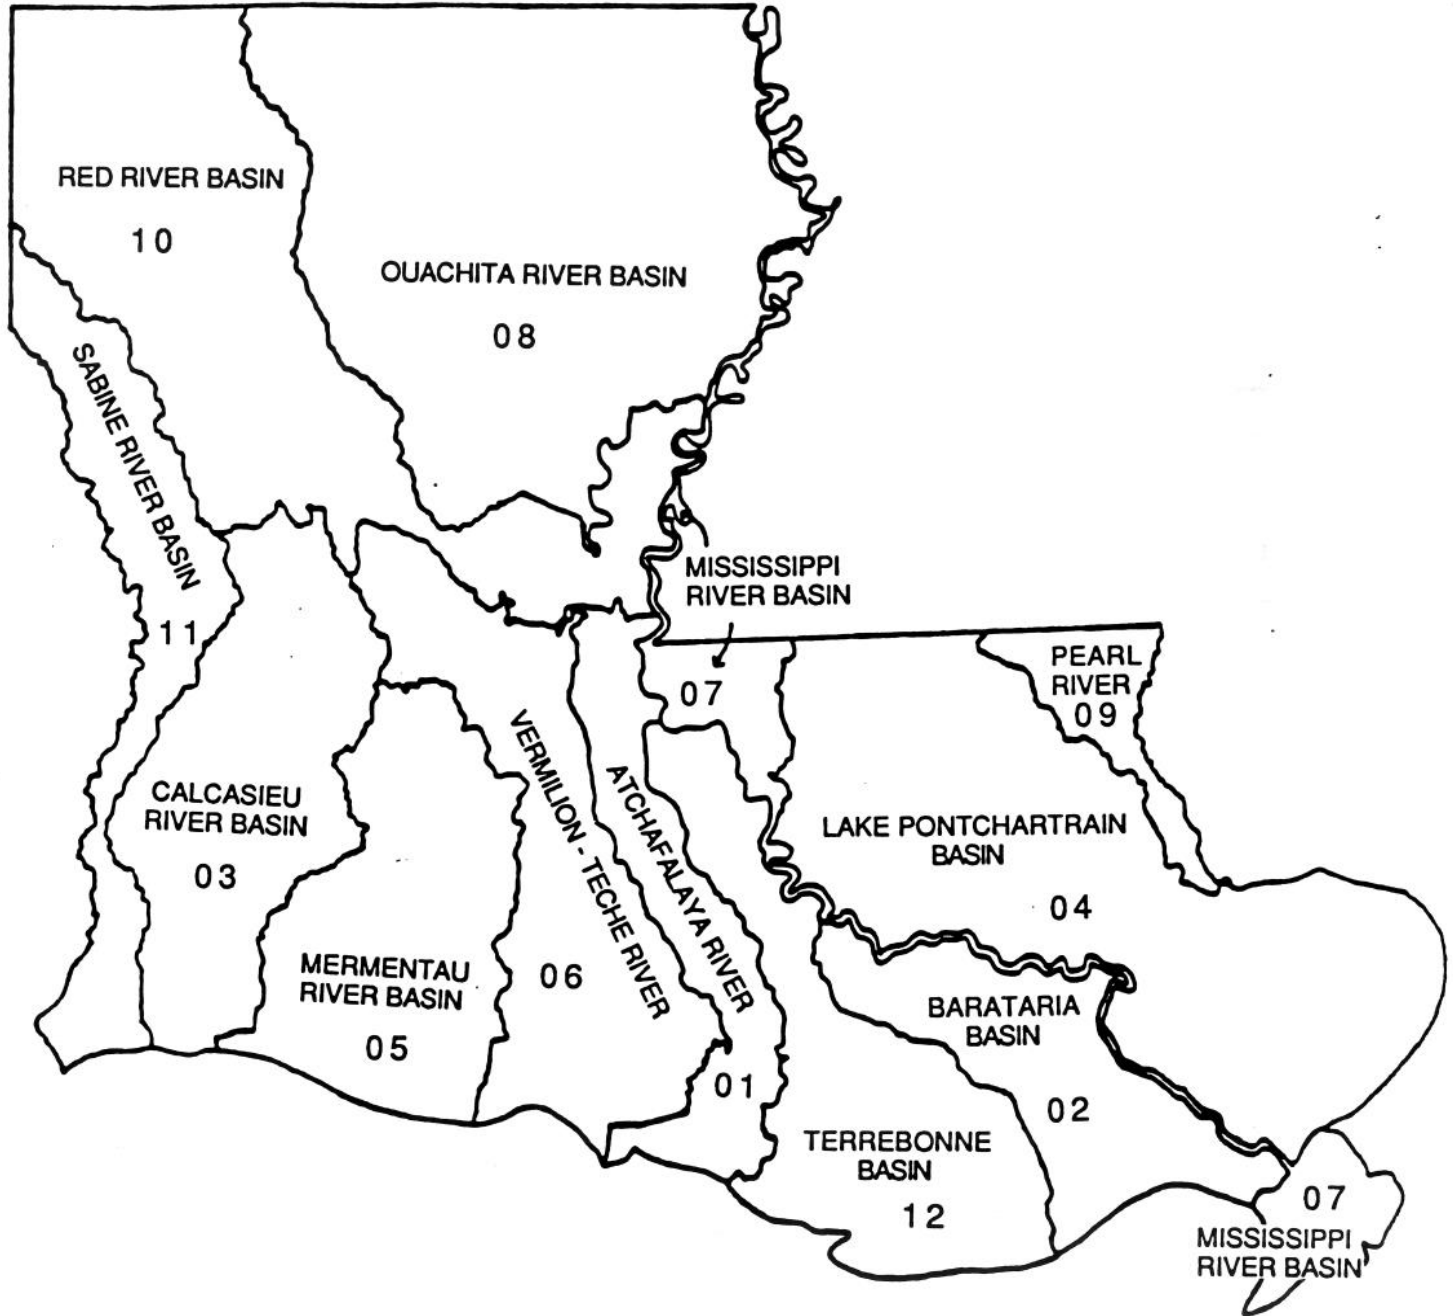 RED RIVER BASIN
10
OUACHITA RIVER BASIN
08
SABINE RIVER BASIN
11
MISSISSIPPI
RIVER BASIN
07
PEARL
RIVER
09
CALCASIEU
RIVER BASIN
03
VERMILION - TECHE RIVER
06
ATCHAFALAYA RIVER
01
LAKE PONTCHARTRAIN
BASIN
04
MERMENTAU
RIVER BASIN
05
BARATARIA
BASIN
02
TERREBONNE
BASIN
12
07
MISSISSIPPI
RIVER BASIN